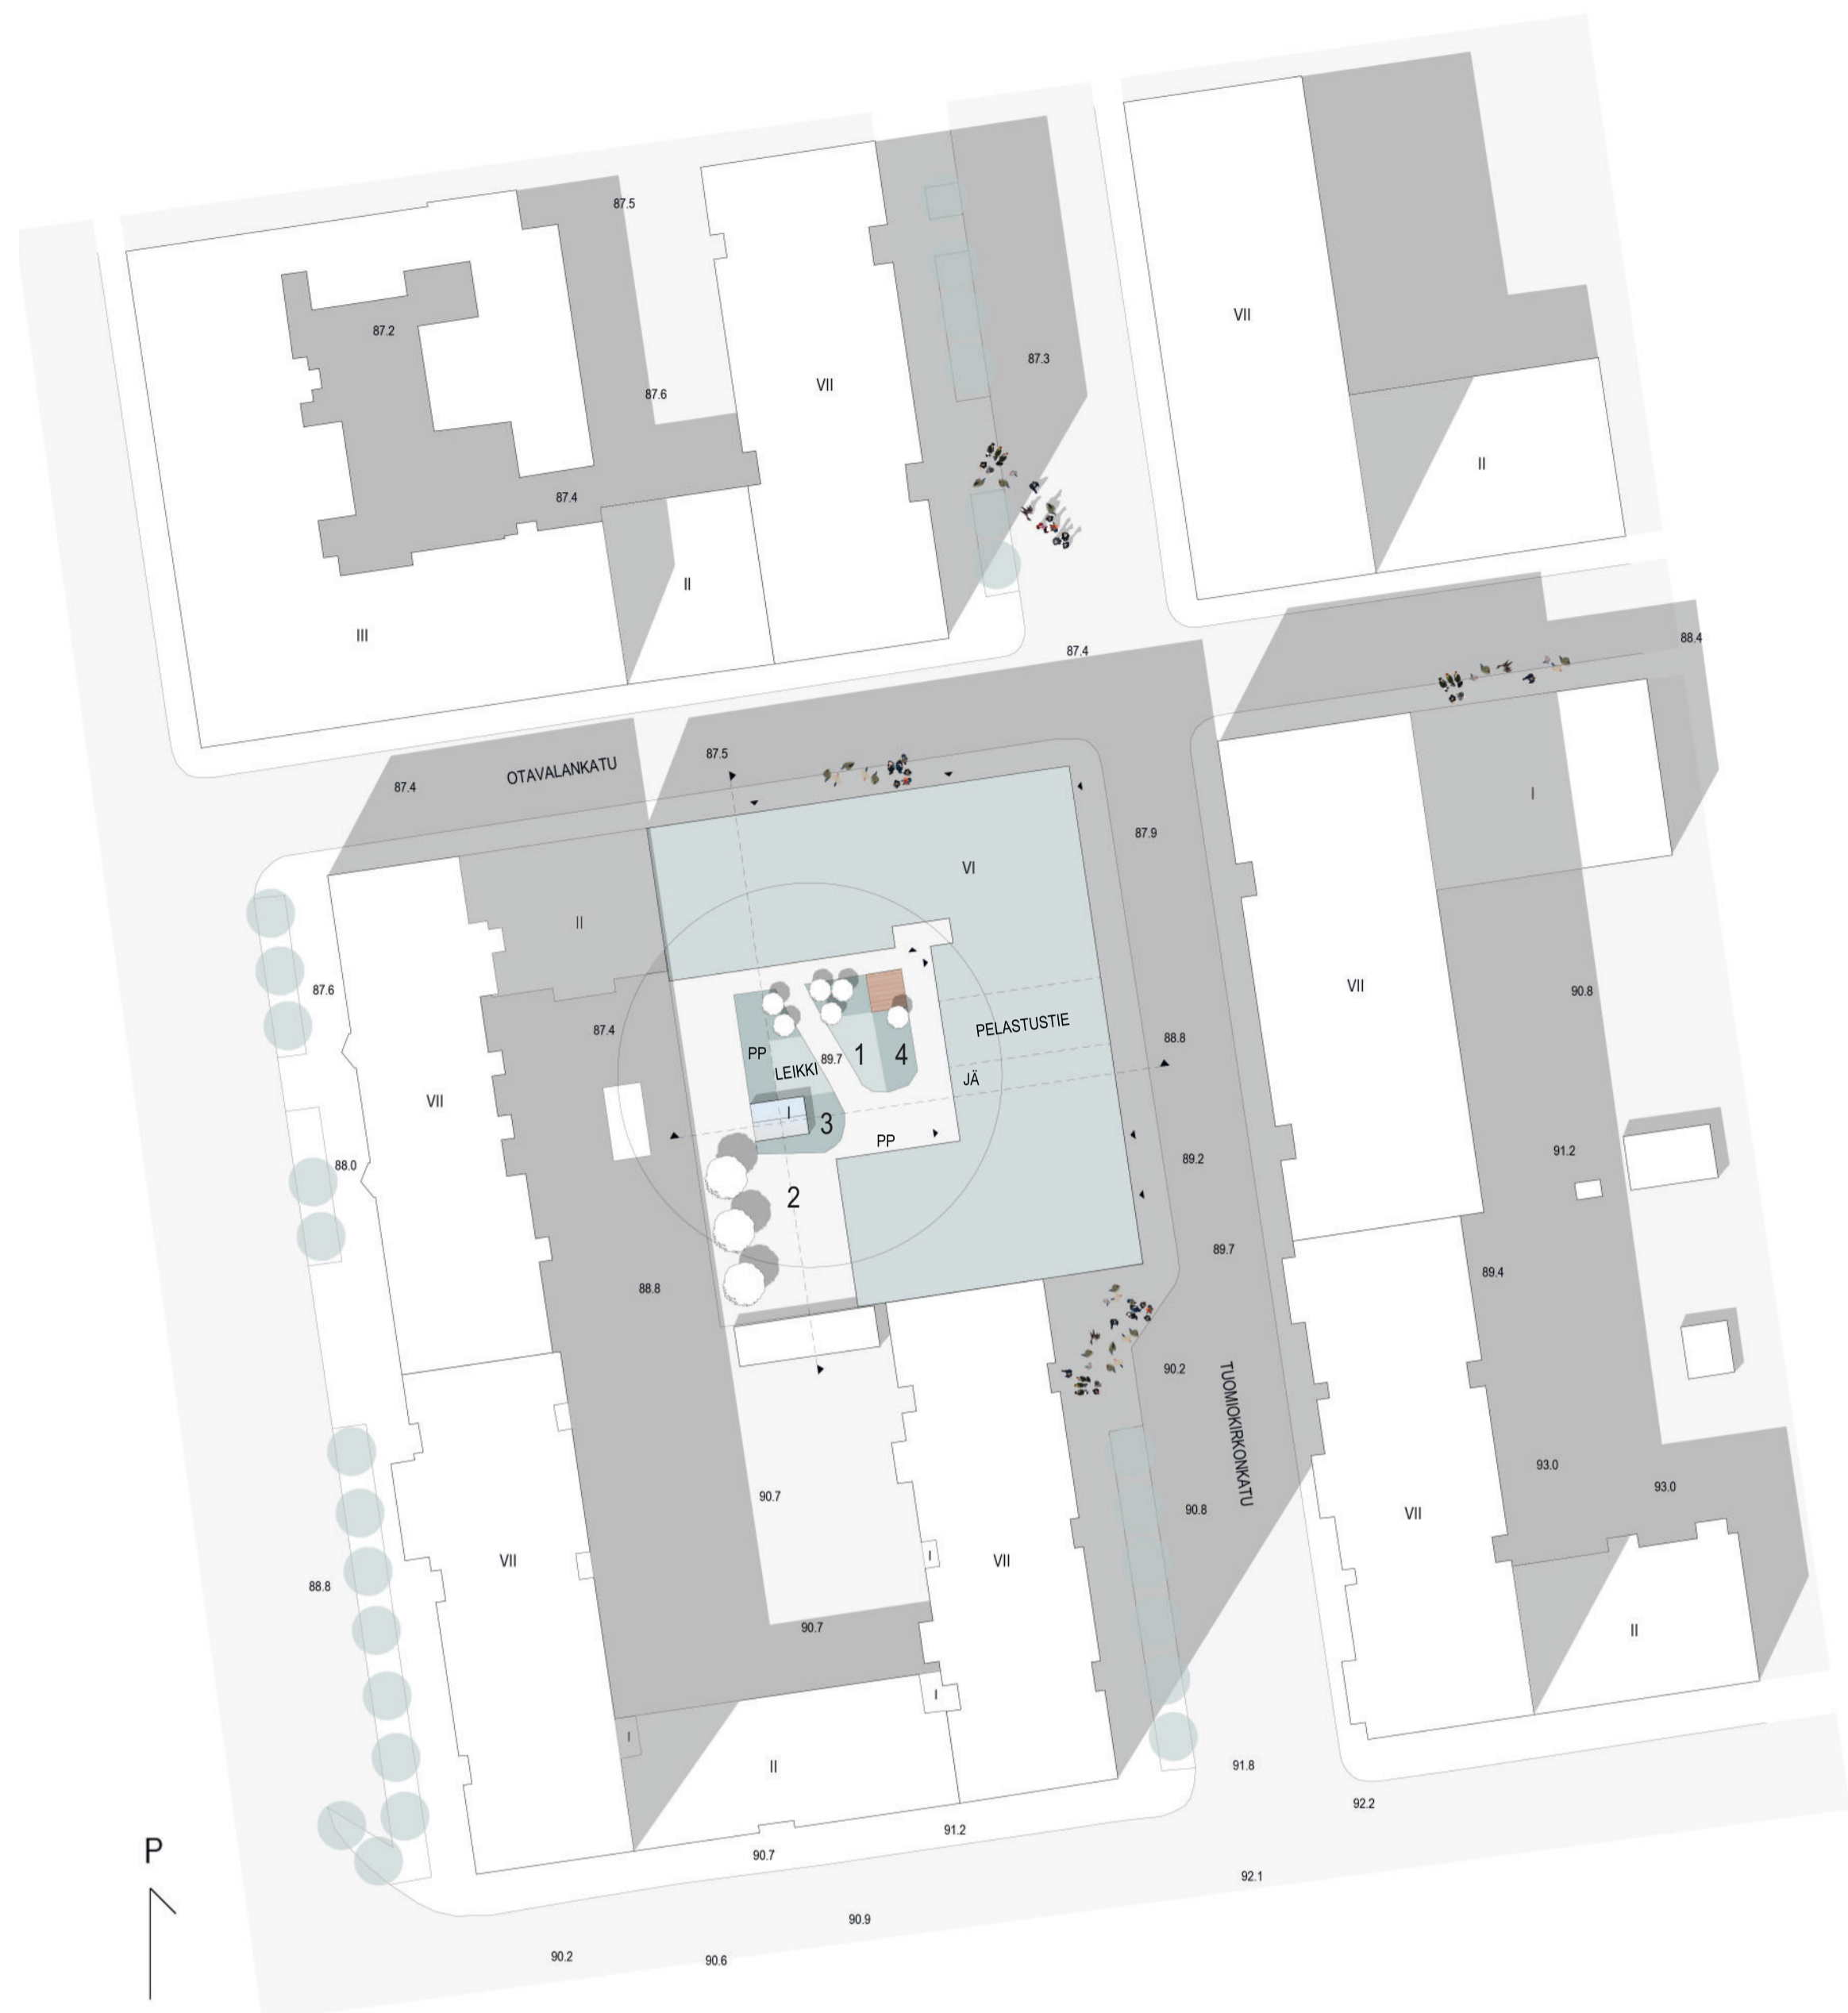 87.5
87.2
VII
87.3
VII
87.6
II
87.4
II
III
87.4
88.4
OTAVALANKATU
87.5
87.4
I
87.9
VI
II
87.6
87.4
VII
90.8
PELASTUSTIE
88.8
PP
LEIKKI
89.7
1
4
JÄ
VII
I
3
PP
2
88.0
89.2
91.2
89.7
89.4
88.8
90.2
TUOMIOKIRKONKATU
90.7
93.0
93.0
90.8
VII
VII
I
VII
88.8
90.7
II
I
I
II
91.8
92.2
91.2
P
90.7
92.1
90.9
90.2
90.6